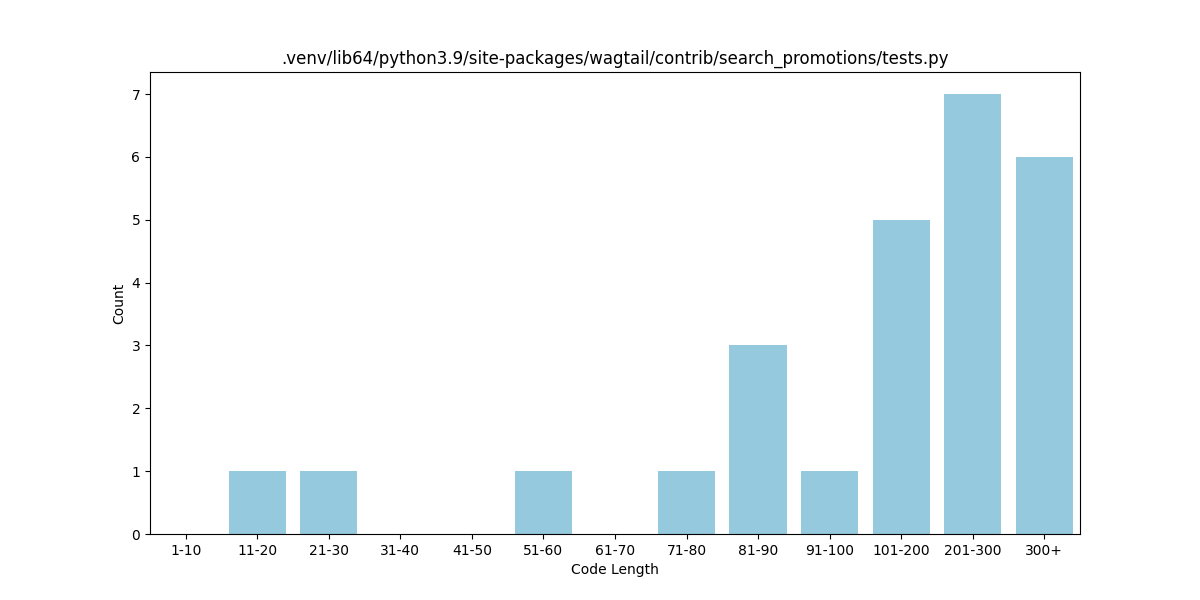 .venv/lib64/python3.9/site-packages/wagtail/contrib/search_promotions/tests.py
7
6
5
4
3
2
1
0
Count
1-10 11-20 21-30 31-40 41-50 51-60 61-70 71-80 81-90 91-100 101-200 201-300 300+
Code Length